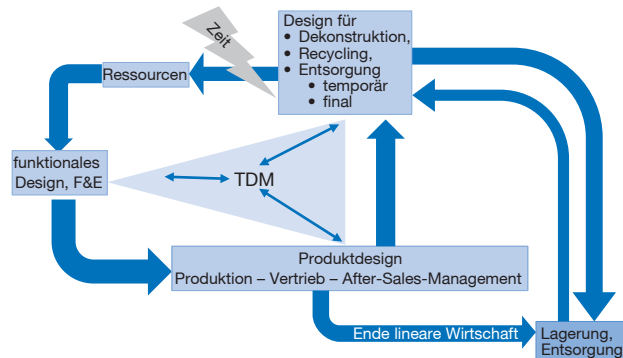 Zeit
Design für
• Dekonstruktion,
• Recycling,
• Entsorgung
• temporär
• final
Ressourcen
funktionales
Design, F&E
TDM
Produktdesign
Produktion – Vertrieb – After-Sales-Management
Ende lineare Wirtschaft
Lagerung,
Entsorgung